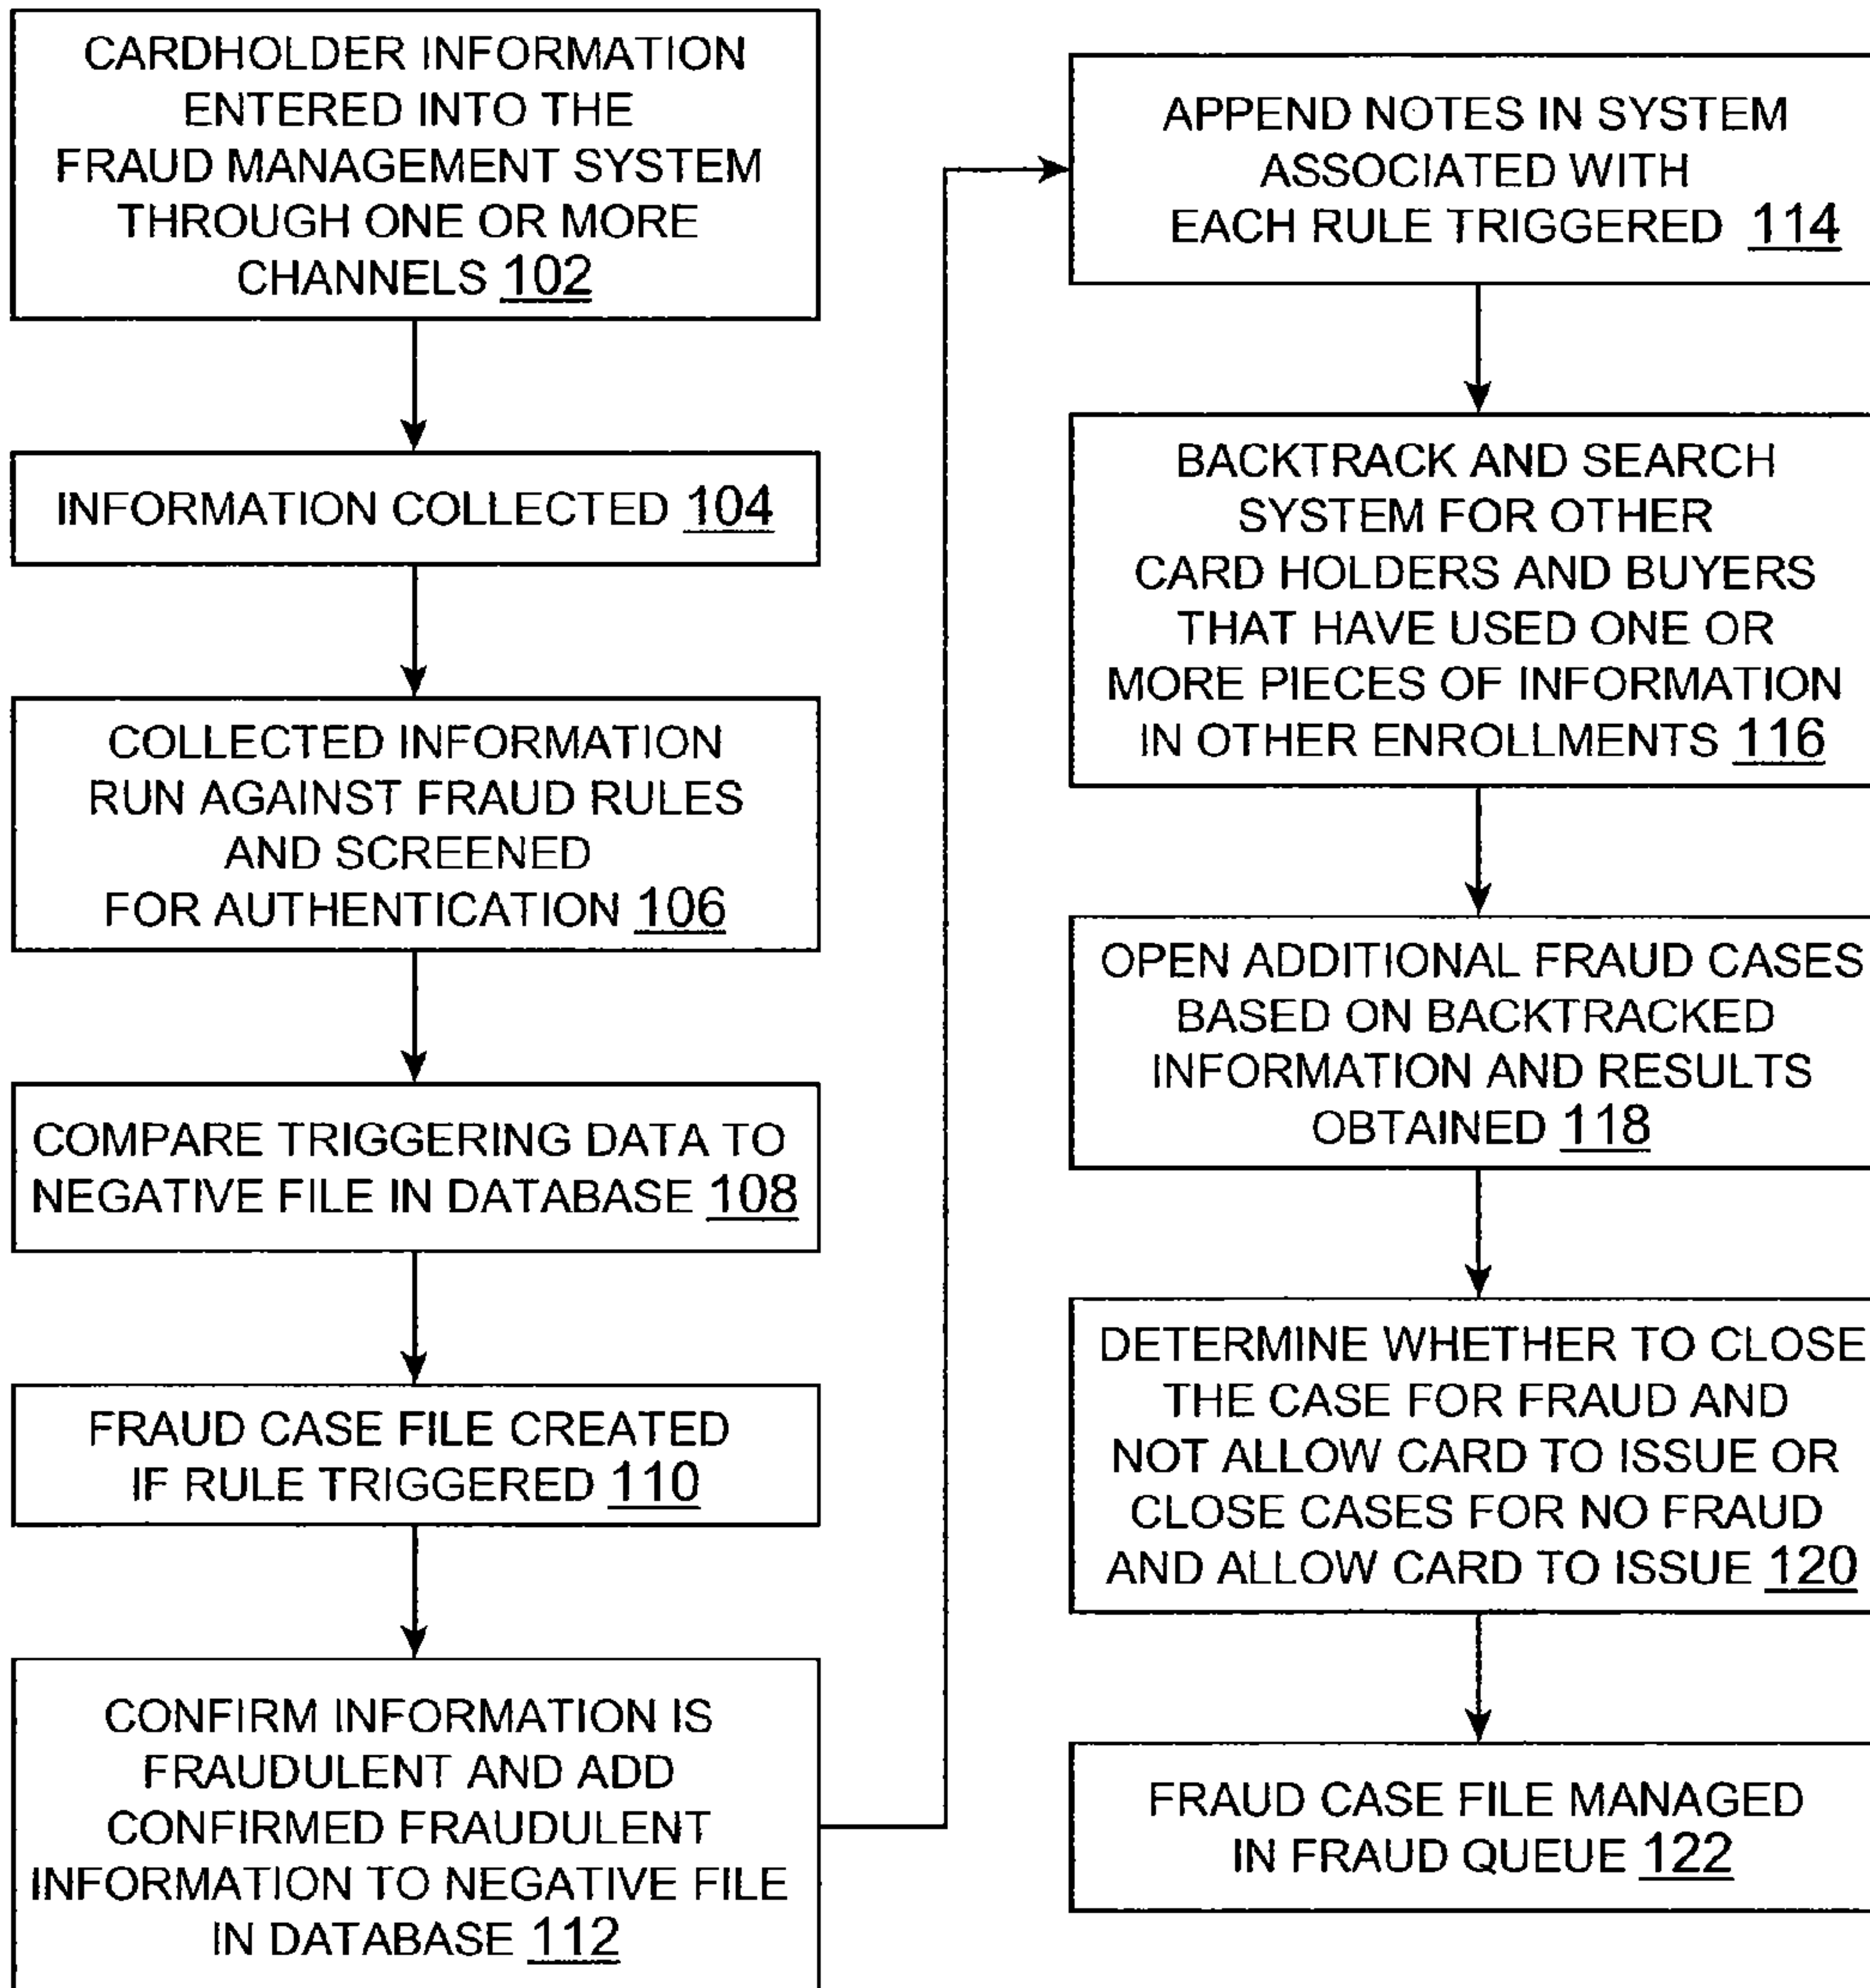 CARDHOLDER INFORMATION
ENTERED INTO THE
FRAUD MANAGEMENT SYSTEM
THROUGH ONE OR MORE
CHANNELS 102
INFORMATION COLLECTED 104
COLLECTED INFORMATION
RUN AGAINST FRAUD RULES
AND SCREENED
FOR AUTHENTICATION 106
COMPARE TRIGGERING DATA TO
NEGATIVE FILE IN DATABASE 108
FRAUD CASE FILE CREATED
IF RULE TRIGGERED 110
CONFIRM INFORMATION IS
FRAUDULENT AND ADD
CONFIRMED FRAUDULENT
INFORMATION TO NEGATIVE FILE
IN DATABASE 112
APPEND NOTES IN SYSTEM
ASSOCIATED WITH
EACH RULE TRIGGERED 114
BACKTRACK AND SEARCH
SYSTEM FOR OTHER
CARD HOLDERS AND BUYERS
THAT HAVE USED ONE OR
MORE PIECES OF INFORMATION
IN OTHER ENROLLMENTS 116
OPEN ADDITIONAL FRAUD CASES
BASED ON BACKTRACKED
INFORMATION AND RESULTS
OBTAINED 118
DETERMINE WHETHER TO CLOSE
THE CASE FOR FRAUD AND
NOT ALLOW CARD TO ISSUE OR
CLOSE CASES FOR NO FRAUD
AND ALLOW CARD TO ISSUE 120
FRAUD CASE FILE MANAGED
IN FRAUD QUEUE 122